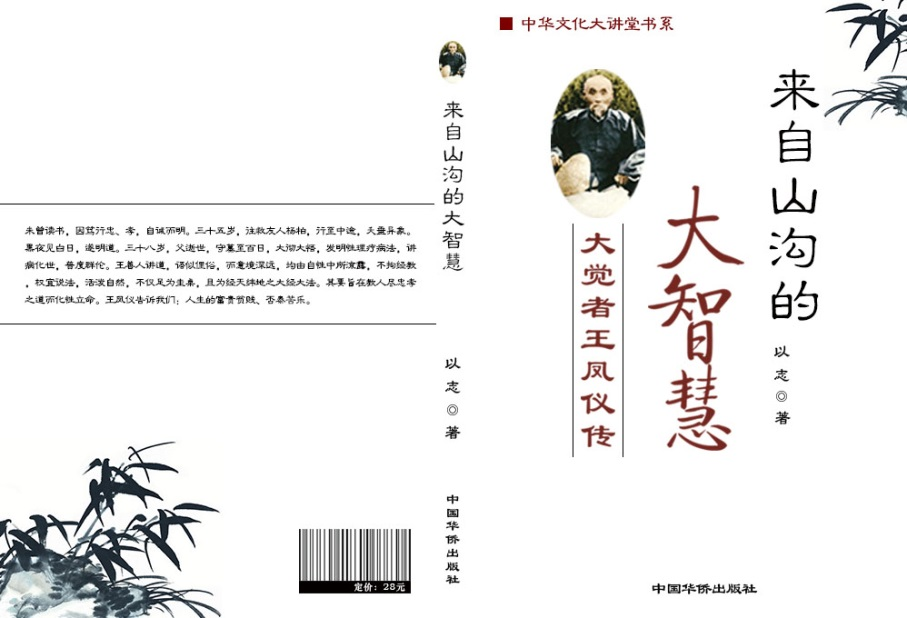 未曾读书，因笃行忠、孝，自诚而明。三十五岁，往救友人杨柏，行至中途，天盘异象。
黑夜见白日，遂明道。三十八岁，父逝世，守墓至百日，大彻大悟，发明性理疗病法，讲
病化世，普度群伦。王善人讲道，语似俚俗，而意境深远，均由自性中所流露，不拘经教
，权宜说法，活泼自然，不仅足为圭臬，且为经天纬地之大经大法。其要旨在教人尽忠孝
之道而化性立命。王凤仪告诉我们：人生的富贵贫贱、否泰苦乐。
定价：28元
来自山沟的大智慧
以志◎著
中国华侨出版社
中华文化大讲堂书系
来自山沟的
大智慧
大觉者王凤仪传
以志◎著
中国华侨出版社